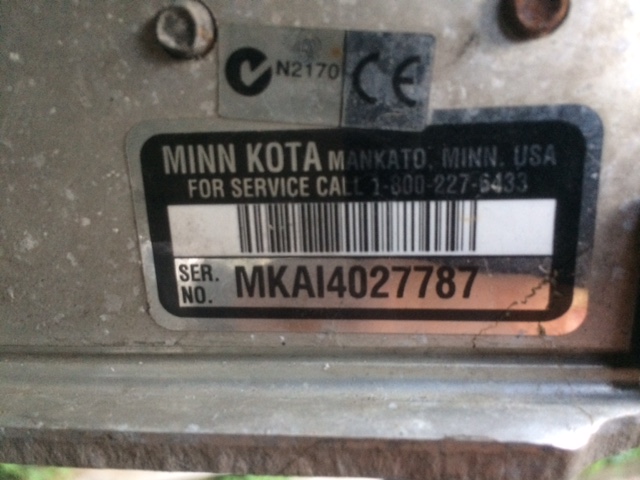 N2170 CE
MINN KOTA MANKATO, MINN. USA
FOR SERVICE CALL 1-800-227-6433
SER.
NO. MKAI4027787